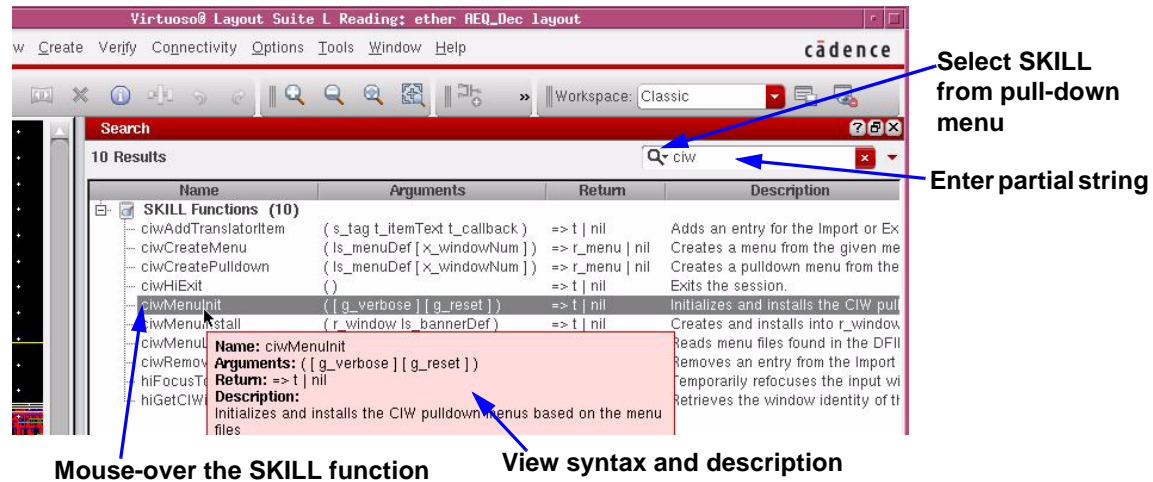 Virtuoso® Layout Suite L Reading: ether AEQ_Dec layout
w Create Verify Connectivity Options Tools Window Help
cādence
» Workspace: Classic
Search
10 Results
ciw
Name Arguments Return Description
SKILL Functions (10)
ciwAddTranslatorItem ( s_tag t_itemText t_callback ) => t | nil Adds an entry for the Import or Ex
ciwCreateMenu ( ls_menuDef [ x_windowNum ] ) => r_menu | nil Creates a menu from the given me
ciwCreatePulldown ( ls_menuDef [ x_windowNum ] ) => r_menu | nil Creates a pulldown menu from the
ciwHiExit () => t | nil Exits the session.
ciwMenuInit ( [ g_verbose ] [ g_reset ] ) => t | nil Initializes and installs the CIW pull
ciwMenuInstall ( r_window ls_bannerDef ) => t | nil Creates and installs into r_window
ciwMenuL Reads menu files found in the DFII
ciwRemov Removes an entry from the Import
hiFocusTo Temporarily refocuses the input wi
hiGetCIWi Retrieves the window identity of th
Name: ciwMenuInit
Arguments: ( [ g_verbose ] [ g_reset ] )
Return: => t | nil
Description:
Initializes and installs the CIW pulldown menus based on the menu
files
Select SKILL
from pull-down
menu
Enter partial string
Mouse-over the SKILL function
View syntax and description